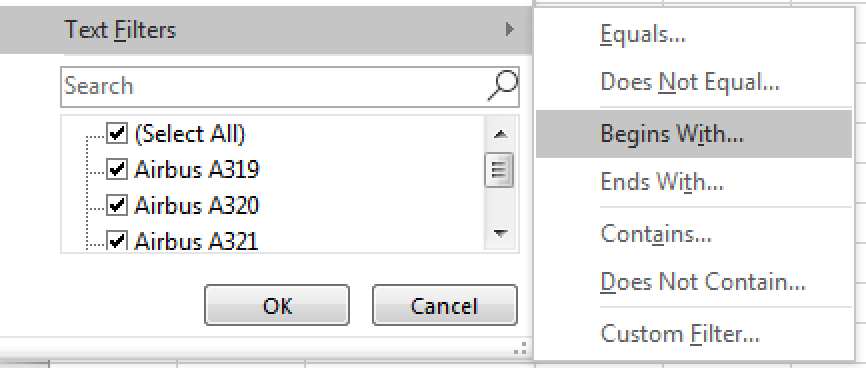 Text Filters
Search
(Select All)
Airbus A319
Airbus A320
Airbus A321
OK
Cancel
Equals...
Does Not Equal...
Begins With...
Ends With...
Contains...
Does Not Contain...
Custom Filter...